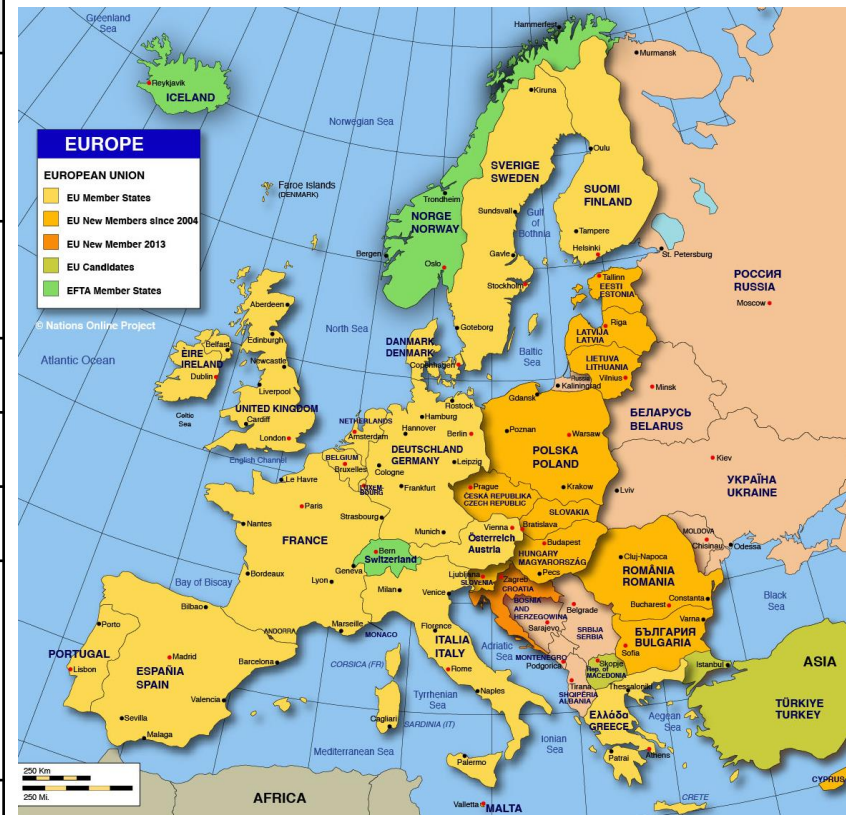 Greenland
Sea
Hammerfest
Murmansk
Reykjavik
ICELAND
Kiruna
Norwegian Sea
EUROPE
EUROPEAN UNION
EU Member States
EU New Members since 2004
EU New Member 2013
EU Candidates
EFTA Member States
© Nations Online Project
Faroe Islands
(DENMARK)
SVERIGE
SWEDEN
Oulu
SUOMI
FINLAND
Trondheim
NORGE
NORWAY
Sundsvall
Gulf
of
Bothnia
Tampere
Helsinki
Bergen
Oslo
Gavle
Stockholm
St. Petersburg
Tallinn
EESTI
ESTONIA
РОССИЯ
RUSSIA
Moscow
Aberdeen
North Sea
Goteborg
Riga
LATVIJA
LATVIA
Atlantic Ocean
Edinburgh
Belfast
ÈIRE
IRELAND
Newcastle
Dublin
DANMARK
DENMARK
Copenhagen
Baltic
Sea
LIETUVA
LITHUANIA
Vilnius
Russia
Kaliningrad
Minsk
Celtic
Sea
Liverpool
UNITED KINGDOM
Cardiff
London
English Channel
NETHERLANDS
Amsterdam
Rostock
Hamburg
Hannover
Berlin
Gdansk
БЕЛАРУСЬ
BELARUS
Poznan
Warsaw
POLSKA
POLAND
DEUTSCHLAND
GERMANY
Leipzig
BELGIUM
Bruxelles
Cologne
LUXEM-
BOURG
Frankfurt
Kiev
Le Havre
Paris
Prague
ČESKÁ REPUBLIKA
CZECH REPUBLIC
Krakow
Lviv
УКРАЇНА
UKRAINE
Nantes
Strasbourg
SLOVAKIA
FRANCE
Munich
Vienna
Bratislava
Österreich
Austria
Budapest
HUNGARY
MAGYARORSZÁG
MOLDOVA
Chisinau
Odessa
Bern
Switzerland
Geneva
Bay of Biscay
Bordeaux
Lyon
Milan
Venice
Ljubljana
SLOVENIA
Zagreb
CROATIA
Pecs
Cluj-Napoca
ROMÂNIA
ROMANIA
Bilbao
Porto
Florence
BOSNIA
AND
HERZEGOWINA
Sarajevo
Belgrade
SRBIJA
SERBIA
Bucharest
Constanta
Varna
Black
Sea
ANDORRA
Marseille
MONACO
ITALIA
ITALY
Adriatic
Sea
БЪЛГАРИЯ
BULGARIA
Sofia
PORTUGAL
Lisbon
Madrid
ESPAÑIA
SPAIN
Barcelona
CORSICA (FR)
Rome
MONTENEGRO
Podgorica
Skopje
Rep. of
MACEDONIA
Istanbul
ASIA
Tirana
SHQIPËRIA
ALBANIA
Thessaloniki
Valencia
Tyrrhenian
Sea
Naples
TÜRKIYE
TURKEY
Sevilla
Malaga
Cagliari
SARDINIA (IT)
Ελλάδα
GREECE
Aegean
Sea
Mediterranean Sea
Ionian
Sea
Palermo
Patrai
Athens
250 Km
250 Mi.
AFRICA
Valletta
MALTA
CRETE
CYPRUS